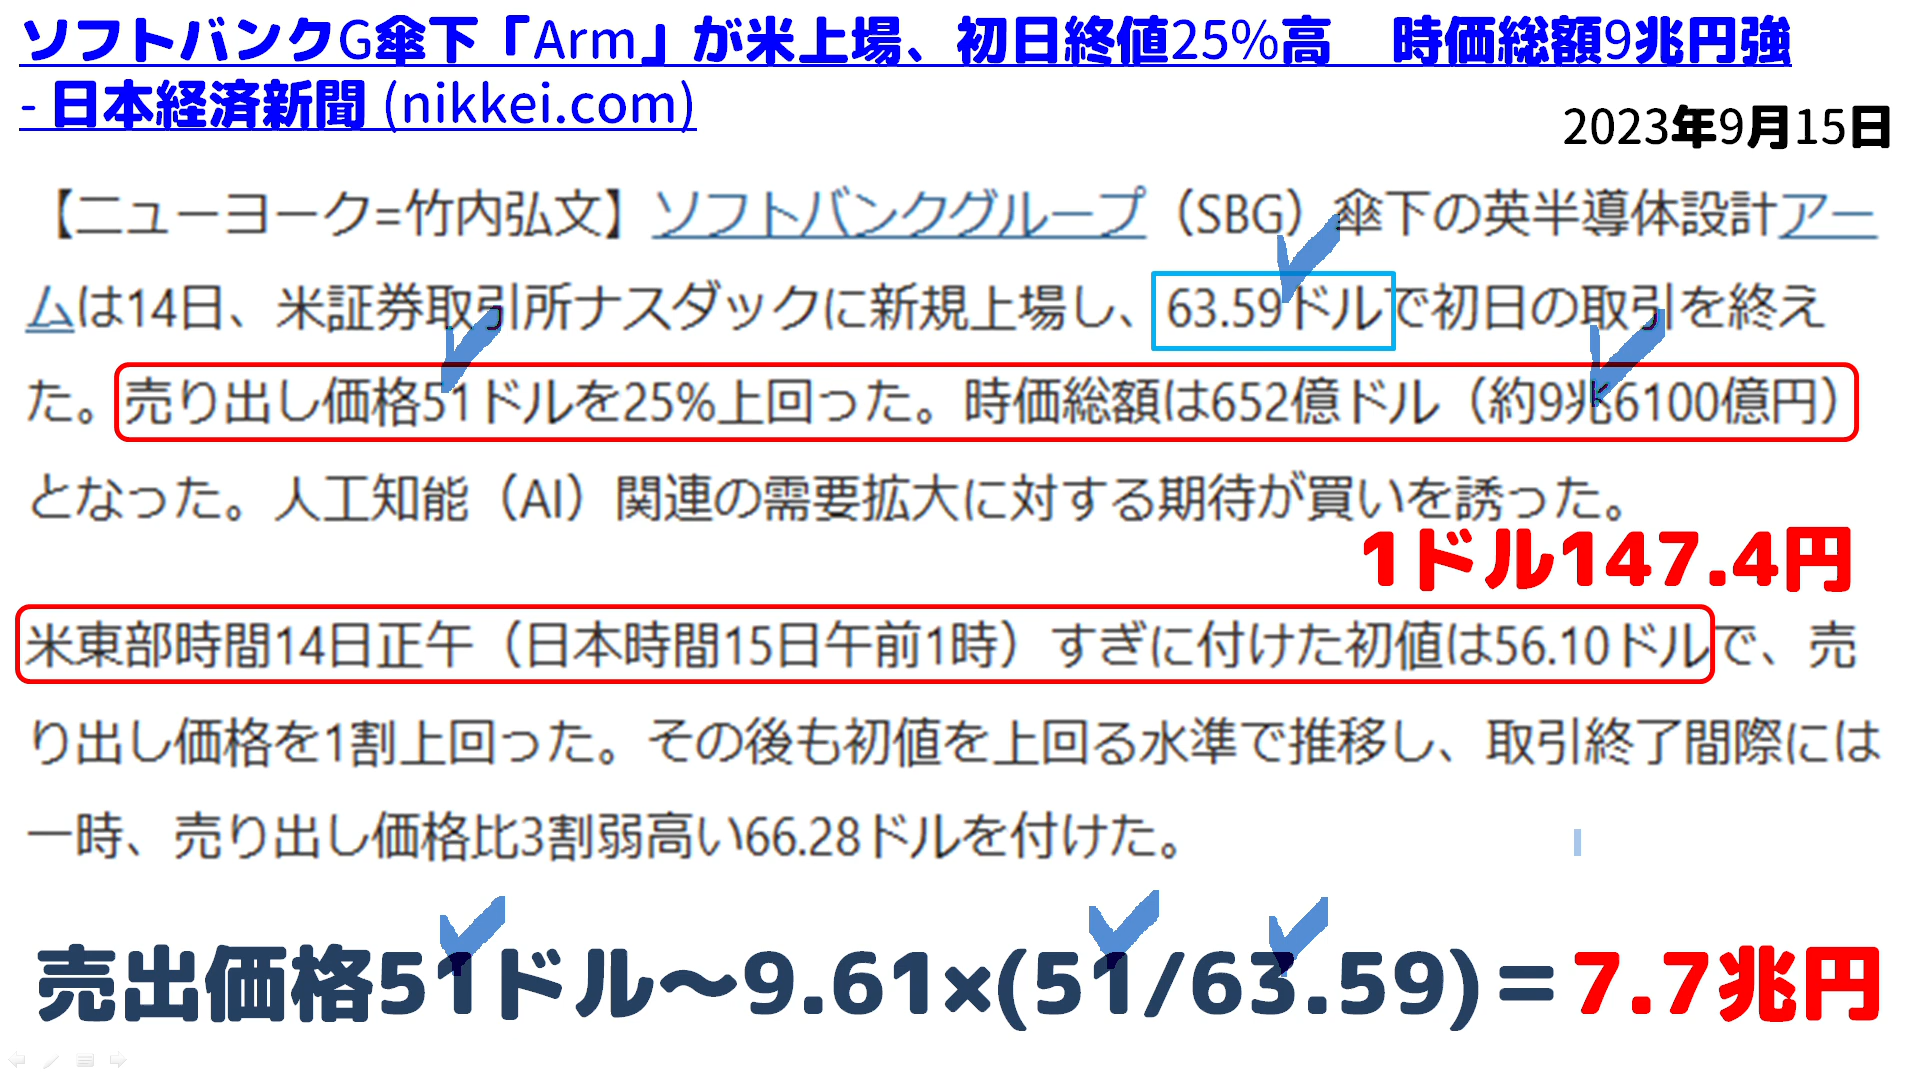 ソフトバンクG傘下「Arm」が米上場、初日終値25%高　時価総額9兆円強
- 日本経済新聞 (nikkei.com)
2023年9月15日
【ニューヨーク=竹内弘文】ソフトバンクグループ（SBG）傘下の英半導体設計アー
ムは14日、米証券取引所ナスダックに新規上場し、63.59ドルで初日の取引を終え
た。売り出し価格51ドルを25%上回った。時価総額は652億ドル（約9兆6100億円）
となった。人工知能（AI）関連の需要拡大に対する期待が買いを誘った。
1ドル147.4円
米東部時間14日正午（日本時間15日午前1時）すぎに付けた初値は56.10ドルで、売
り出し価格を1割上回った。その後も初値を上回る水準で推移し、取引終了間際には
一時、売り出し価格比3割弱高い66.28ドルを付けた。
売出価格51ドル～9.61×(51/63.59)＝7.7兆円